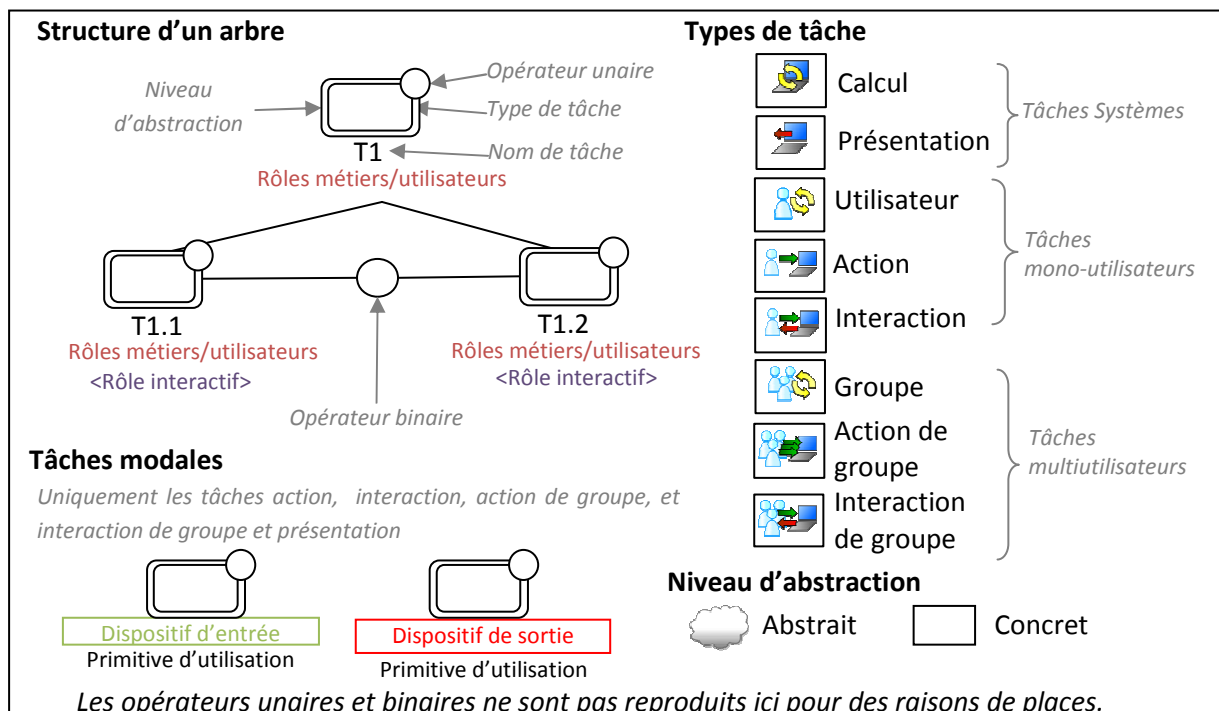 Structure d'un arbre
Opérateur unaire
Niveau
d'abstraction
Type de tâche
T1
Nom de tâche
Rôles métiers/utilisateurs
T1.1
Rôles métiers/utilisateurs
<Rôle interactif>
T1.2
Rôles métiers/utilisateurs
<Rôle interactif>
Opérateur binaire
Tâches modales
Uniquement les tâches action, interaction, action de groupe, et
interaction de groupe et présentation
Dispositif d'entrée
Primitive d'utilisation
Dispositif de sortie
Primitive d'utilisation
Types de tâche
Calcul
Présentation
Tâches Systèmes
Utilisateur
Action
Interaction
Tâches
mono-utilisateurs
Groupe
Action de
groupe
Interaction
de groupe
Tâches
multiutilisateurs
Niveau d'abstraction
Abstrait
Concret
Les opérateurs unaires et binaires ne sont pas reproduits ici pour des raisons de places.